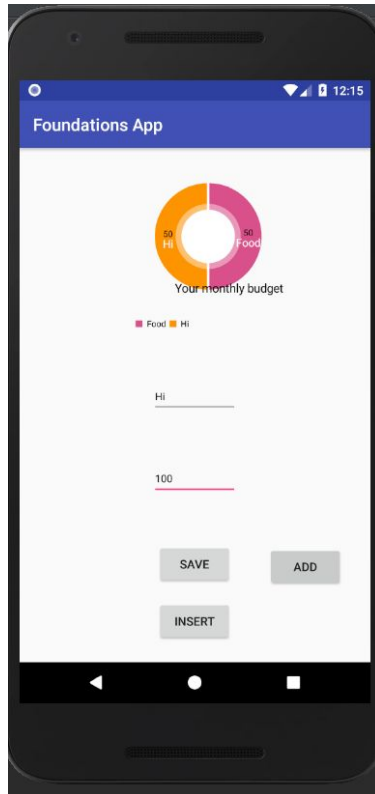 12:15
Foundations App
50 50
Hi Food
Your monthly budget
Food Hi
Hi
100
SAVE ADD
INSERT